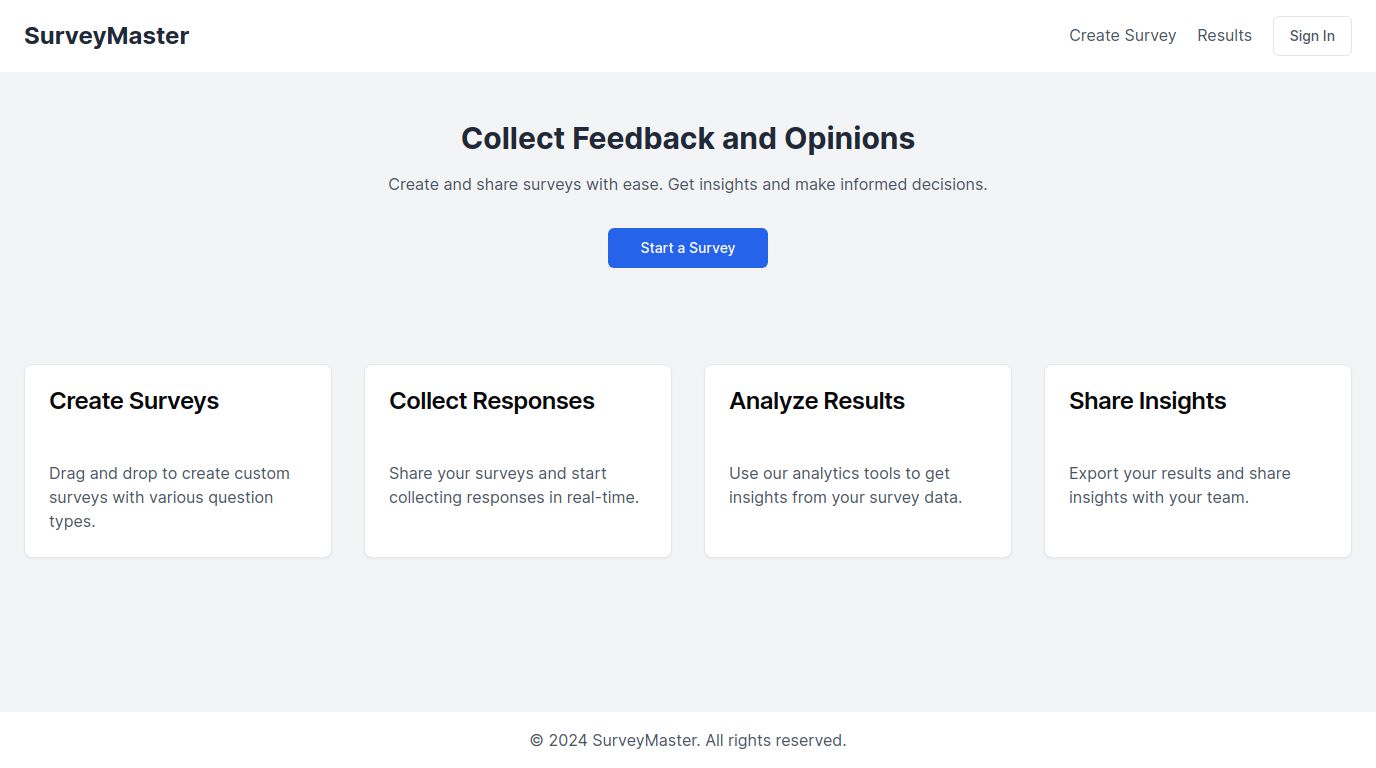 SurveyMaster
Create Survey
Results
Sign In
Collect Feedback and Opinions
Create and share surveys with ease. Get insights and make informed decisions.
Start a Survey
Create Surveys
Drag and drop to create custom
surveys with various question
types.
Collect Responses
Share your surveys and start
collecting responses in real-time.
Analyze Results
Use our analytics tools to get
insights from your survey data.
Share Insights
Export your results and share
insights with your team.
© 2024 SurveyMaster. All rights reserved.